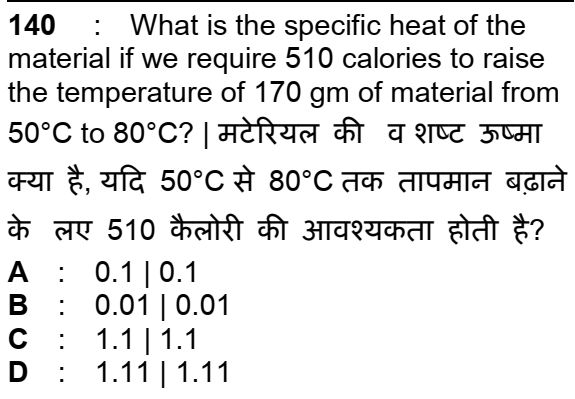 140 : What is the specific heat of the
material if we require 510 calories to raise
the temperature of 170 gm of material from
50°C to 80°C? | मटेरियल की व शष्ट ऊष्मा
क्या है, यदि 50°C से 80°C तक तापमान बढ़ाने
के लए 510 कैलोरी की आवश्यकता होती है?
A : 0.1 | 0.1
B : 0.01 | 0.01
C : 1.1 | 1.1
D : 1.11 | 1.11